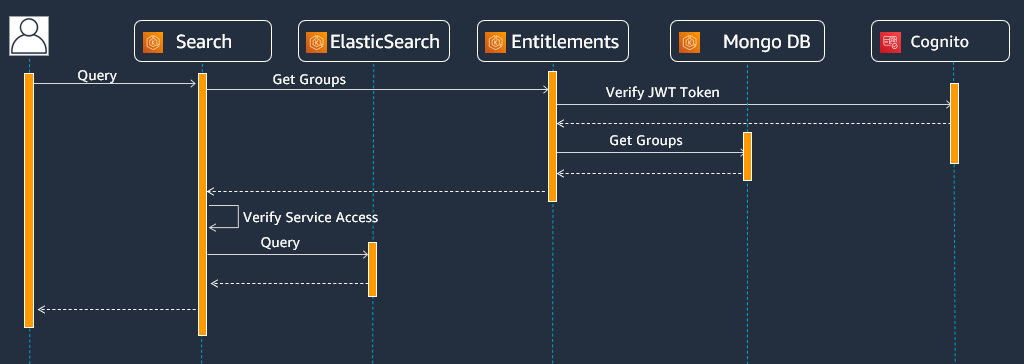 Search
ElasticSearch
Entitlements
Mongo DB
Cognito
Query
Get Groups
Verify JWT Token
Get Groups
Verify Service Access
Query